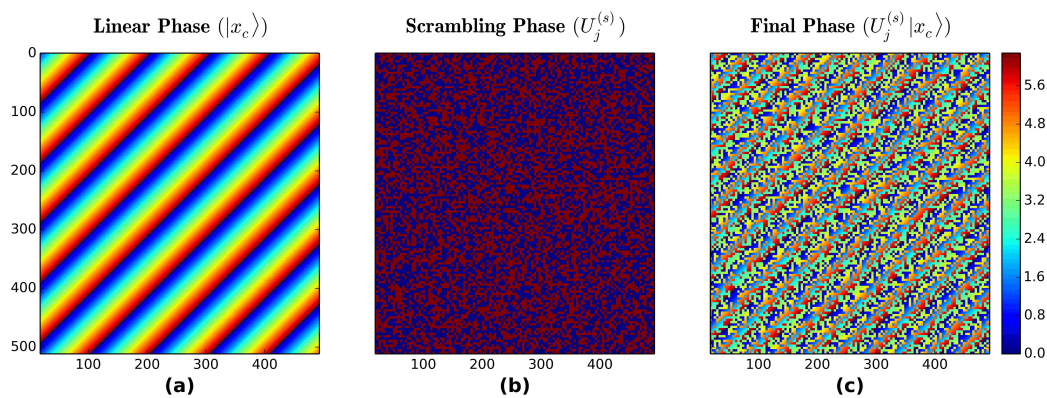 Linear Phase (|x_c⟩)
Scrambling Phase (U_j^{(s)})
Final Phase (U_j^{(s)}|x_c⟩)
0
100
200
300
400
500
100 200 300 400
100 200 300 400
100 200 300 400
5.6
4.8
4.0
3.2
2.4
1.6
0.8
0.0
(a)
(b)
(c)